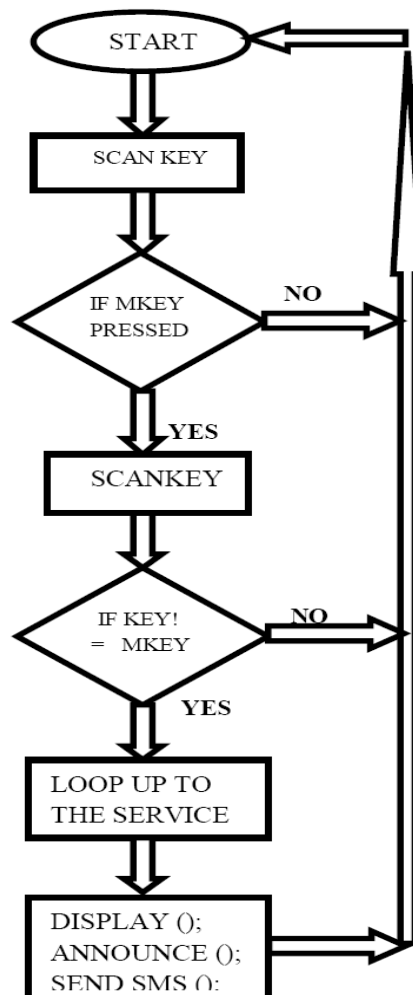 START
SCAN KEY
IF MKEY
PRESSED
NO
YES
SCANKEY
IF KEY!
= MKEY
NO
YES
LOOP UP TO
THE SERVICE
DISPLAY ();
ANNOUNCE ();
SEND SMS ();